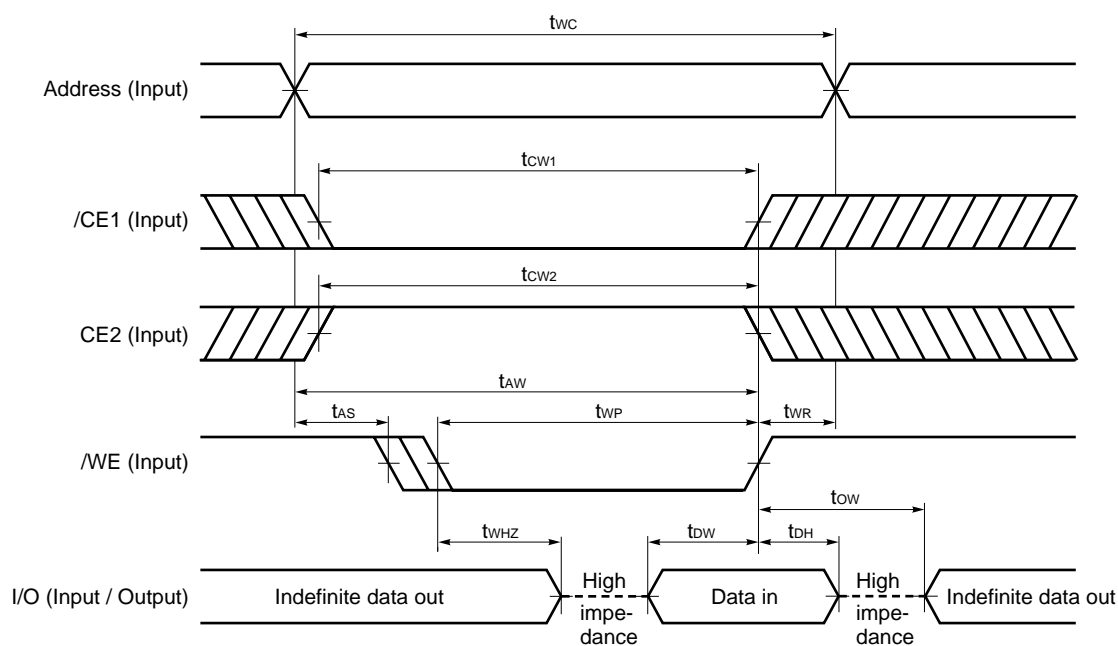 tWC
Address (Input)
tCW1
/CE1 (Input)
tCW2
CE2 (Input)
tAW
tAS
tWP
tWR
/WE (Input)
tOW
tWHZ
tDW
tDH
I/O (Input / Output)
Indefinite data out
High
impe-
dance
Data in
High
impe-
dance
Indefinite data out